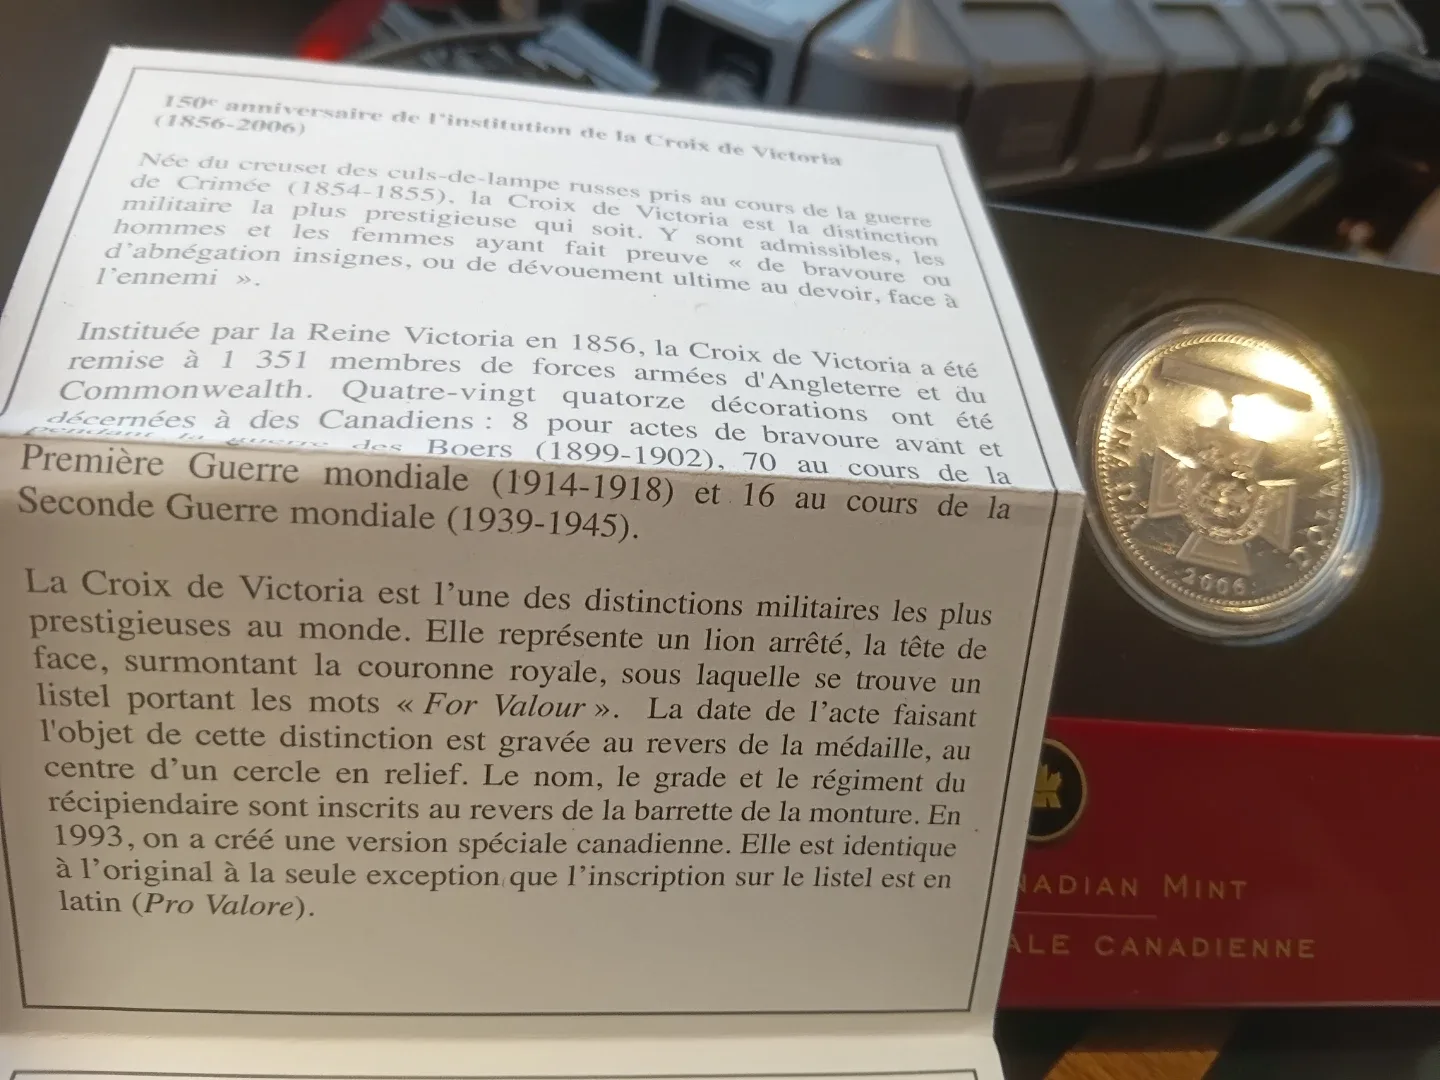 150e anniversaire de l'institution de la Croix de Victoria
(1856-2006)
Née du creuset des culs-de-lampe russes pris au cours de la guerre
de Crimée (1854-1855), la Croix de Victoria est la distinction
militaire la plus prestigieuse qui soit. Y sont admissibles, les
hommes et les femmes ayant fait preuve « de bravoure ou
d'abnégation insignes, ou de dévouement ultime au devoir, face à
l'ennemi ».
Instituée par la Reine Victoria en 1856, la Croix de Victoria a été
remise à 1 351 membres de forces armées d'Angleterre et du
Commonwealth. Quatre-vingt quatorze décorations ont été
décernées à des Canadiens : 8 pour actes de bravoure avant et
pendant la guerre des Boers (1899-1902), 70 au cours de la
Première Guerre mondiale (1914-1918) et 16 au cours de la
Seconde Guerre mondiale (1939-1945).
La Croix de Victoria est l'une des distinctions militaires les plus
prestigieuses au monde. Elle représente un lion arrêté, la tête de
face, surmontant la couronne royale, sous laquelle se trouve un
listel portant les mots « For Valour ». La date de l'acte faisant
l'objet de cette distinction est gravée au revers de la médaille, au
centre d'un cercle en relief. Le nom, le grade et le régiment du
récipiendaire sont inscrits au revers de la barrette de la monture. En
1993, on a créé une version spéciale canadienne. Elle est identique
à l'original à la seule exception que l'inscription sur le listel est en
latin (Pro Valore).
CANADA
DOLLAR
2006
NADIAN MINT
ALE CANADIENNE